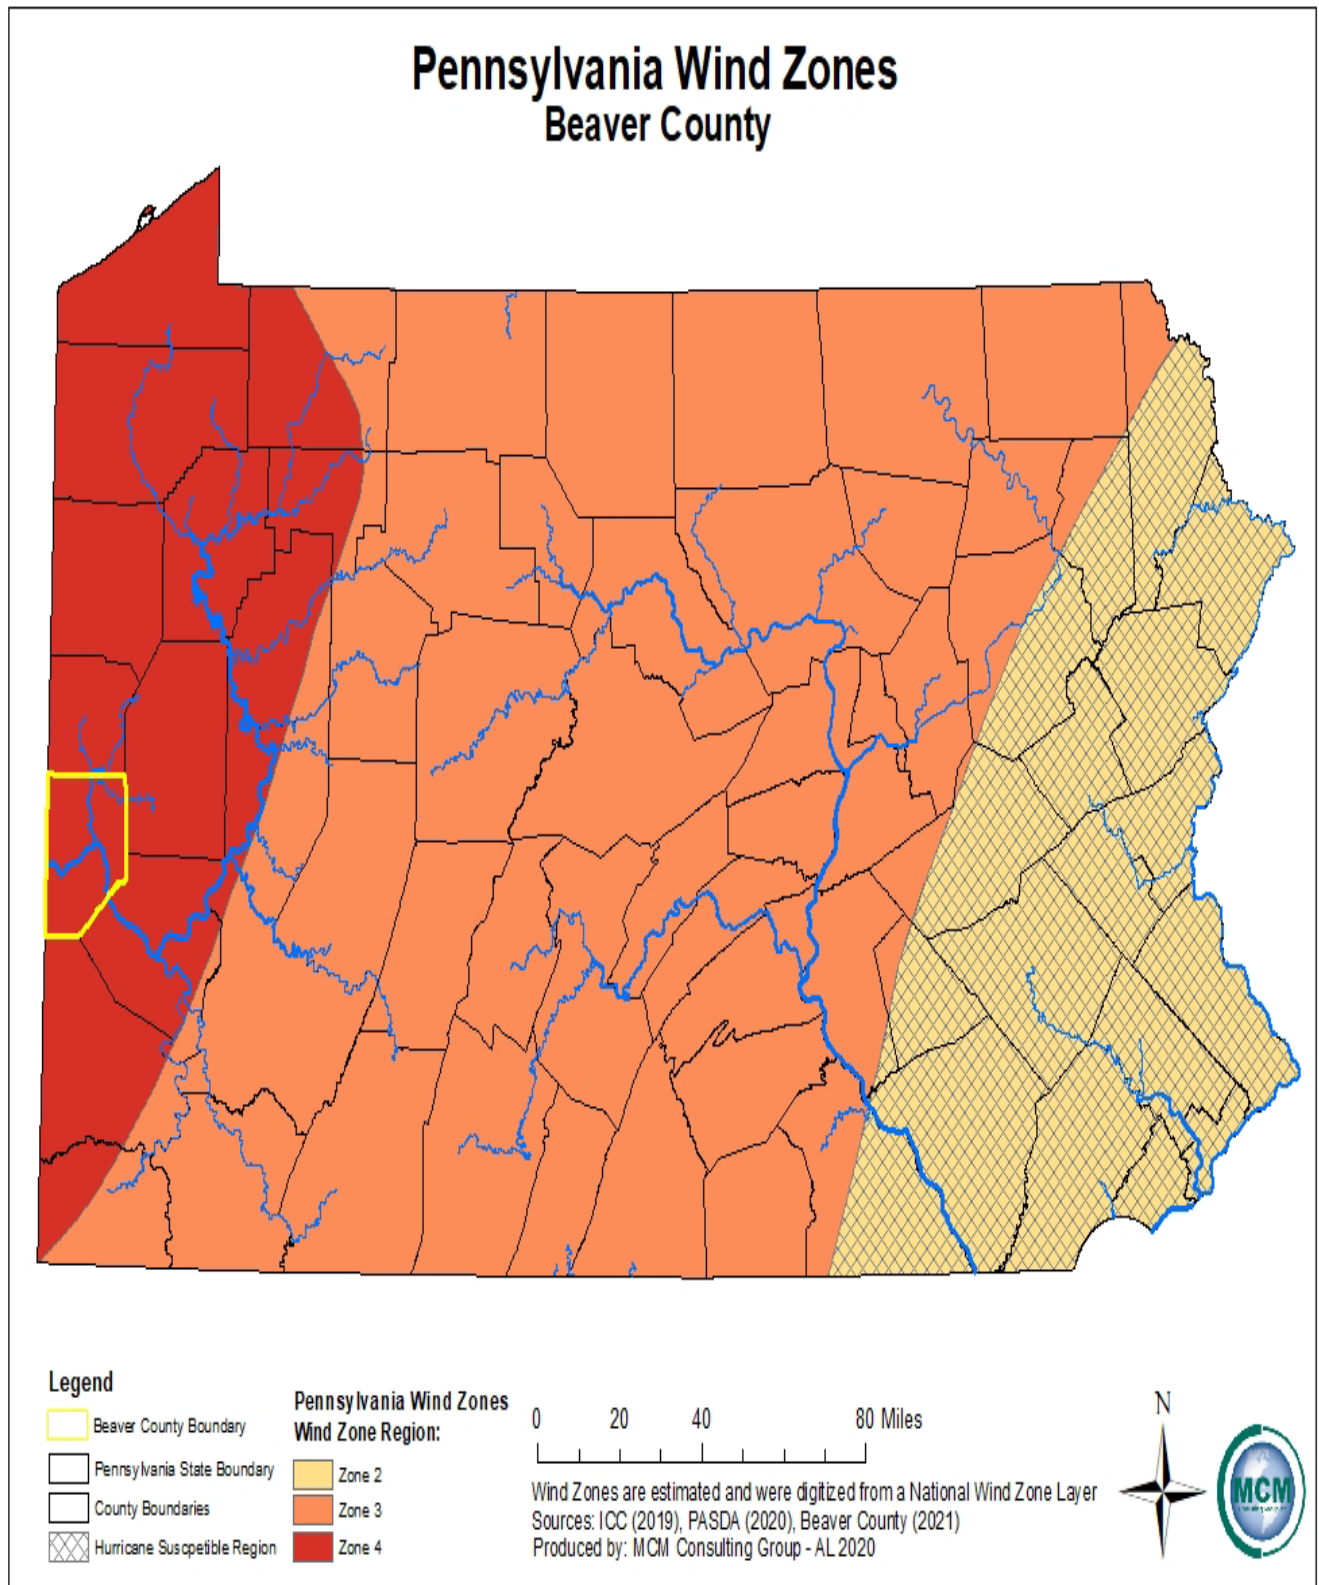 Pennsylvania Wind Zones
Beaver County
Legend
Beaver County Boundary
Pennsylvania State Boundary
County Boundaries
Hurricane Suscpetible Region
Pennsylvania Wind Zones
Wind Zone Region:
Zone 2
Zone 3
Zone 4
0 20 40 80 Miles
Wind Zones are estimated and were digitized from a National Wind Zone Layer
Sources: ICC (2019), PASDA (2020), Beaver County (2021)
Produced by: MCM Consulting Group - AL 2020
N
MCM